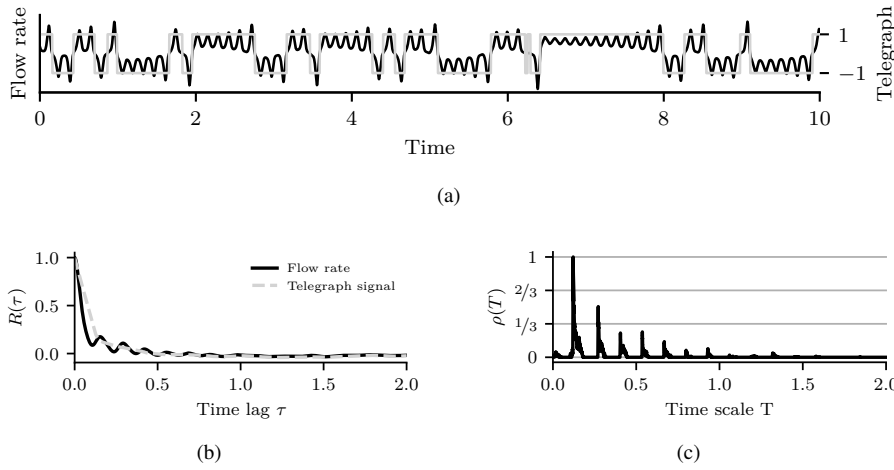 Flow rate
1
−1
Telegraph
0 2 4 6 8 10
Time
(a)
R(τ)
1.0
0.5
0.0
Flow rate
Telegraph signal
0.0 0.5 1.0 1.5 2.0
Time lag τ
(b)
ρ(T)
1
2/3
1/3
0
0.0 0.5 1.0 1.5 2.0
Time scale T
(c)